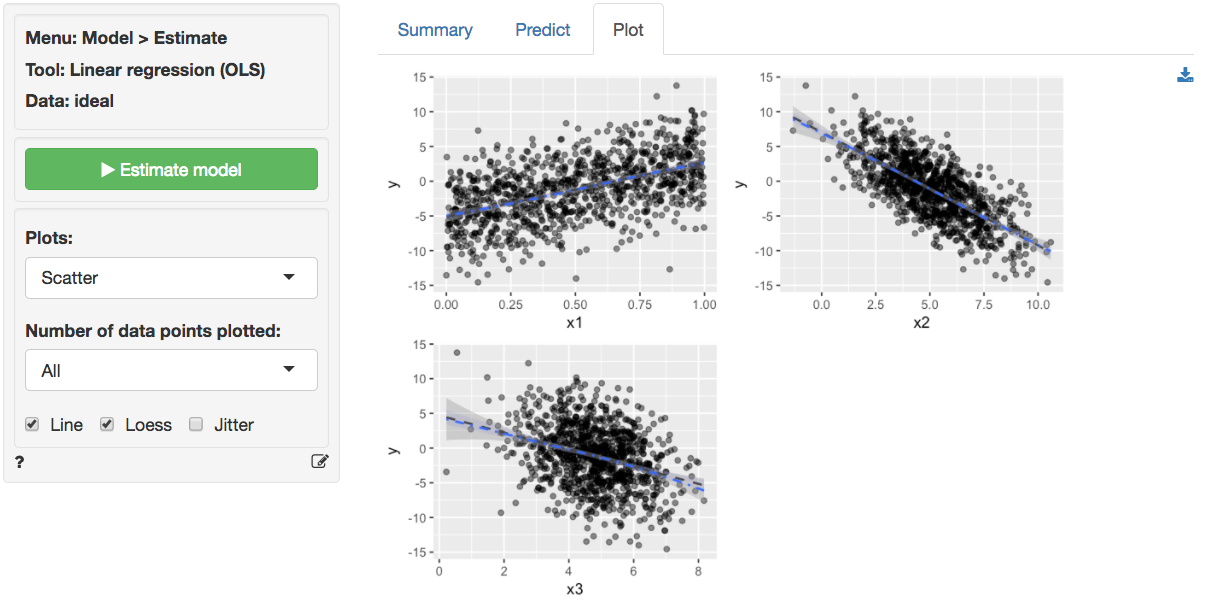 Menu: Model > Estimate
Tool: Linear regression (OLS)
Data: ideal
Estimate model
Plots:
Scatter
Number of data points plotted:
All
Line Loess Jitter
?
Summary Predict Plot
15
10
5
0
-5
-10
-15
y
0.00 0.25 0.50 0.75 1.00
x1
15
10
5
0
-5
-10
-15
y
0.0 2.5 5.0 7.5 10.0
x2
15
10
5
0
-5
-10
-15
y
0 2 4 6 8
x3